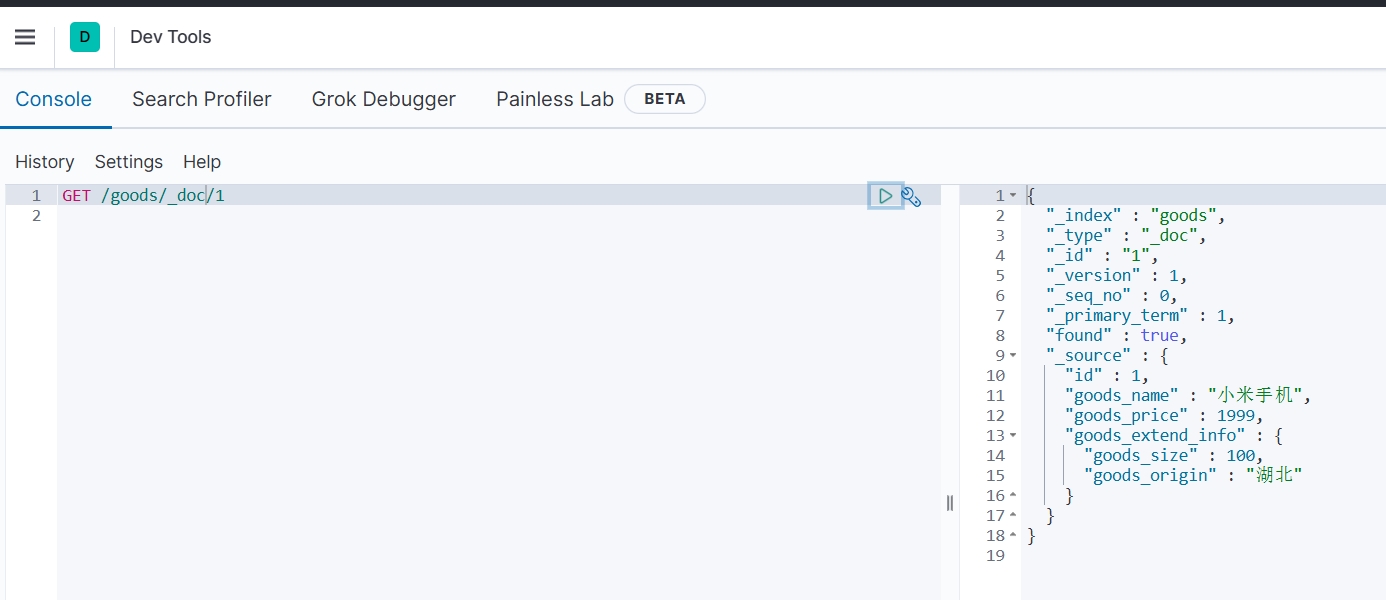 D Dev Tools
Console Search Profiler Grok Debugger Painless Lab BETA
History Settings Help
1 GET /goods/_doc/1
2
1 {
2 "_index" : "goods",
3 "_type" : "_doc",
4 "_id" : "1",
5 "_version" : 1,
6 "_seq_no" : 0,
7 "_primary_term" : 1,
8 "found" : true,
9 "_source" : {
10 "id" : 1,
11 "goods_name" : "小米手机",
12 "goods_price" : 1999,
13 "goods_extend_info" : {
14 "goods_size" : 100,
15 "goods_origin" : "湖北"
16 }
17 }
18 }
19